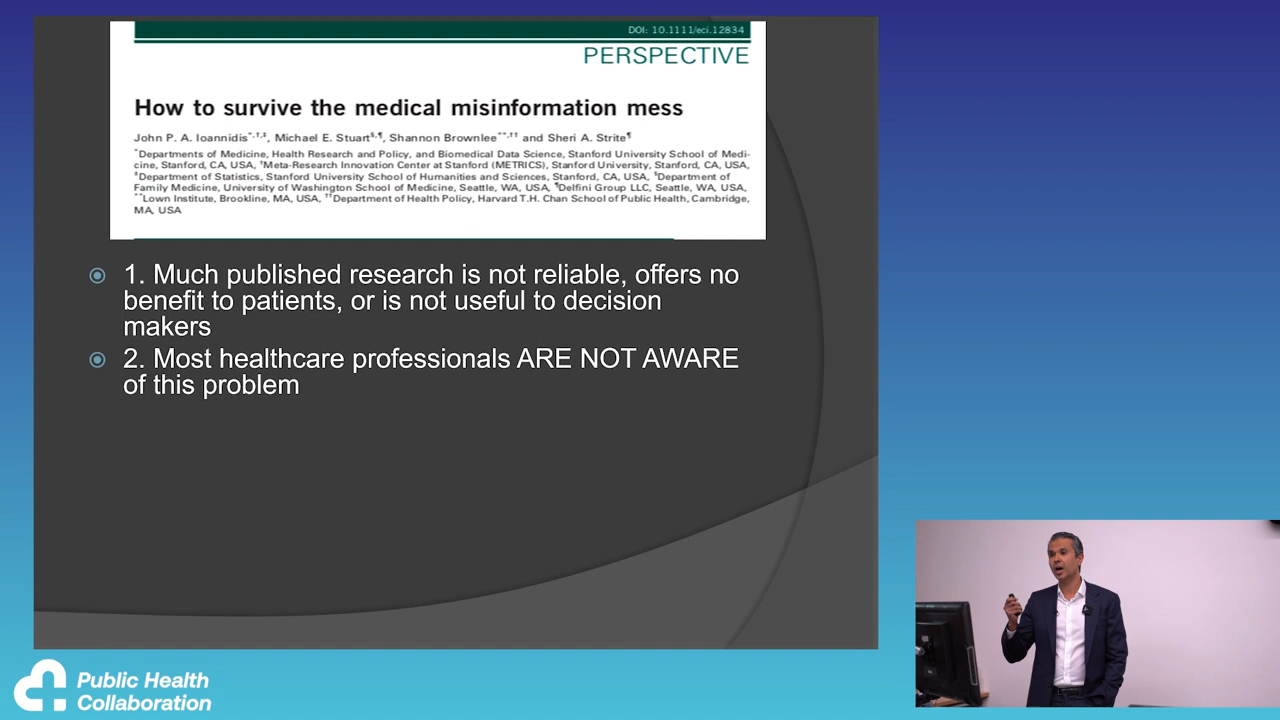 DOI: 10.1111/eci.12834
PERSPECTIVE
How to survive the medical misinformation mess
John P. A. Ioannidis*,†,‡, Michael E. Stuart§,¶, Shannon Brownlee**,†† and Sheri A. Strite¶
*Departments of Medicine, Health Research and Policy, and Biomedical Data Science, Stanford University School of Medi-
cine, Stanford, CA, USA, †Meta-Research Innovation Center at Stanford (METRICS), Stanford University, Stanford, CA, USA,
‡Department of Statistics, Stanford University School of Humanities and Sciences, Stanford, CA, USA, §Department of
Family Medicine, University of Washington School of Medicine, Seattle, WA, USA, ¶Delfini Group LLC, Seattle, WA, USA,
**Lown Institute, Brookline, MA, USA, ††Department of Health Policy, Harvard T.H. Chan School of Public Health, Cambridge,
MA, USA
1. Much published research is not reliable, offers no
benefit to patients, or is not useful to decision
makers
2. Most healthcare professionals ARE NOT AWARE
of this problem
Public Health
Collaboration